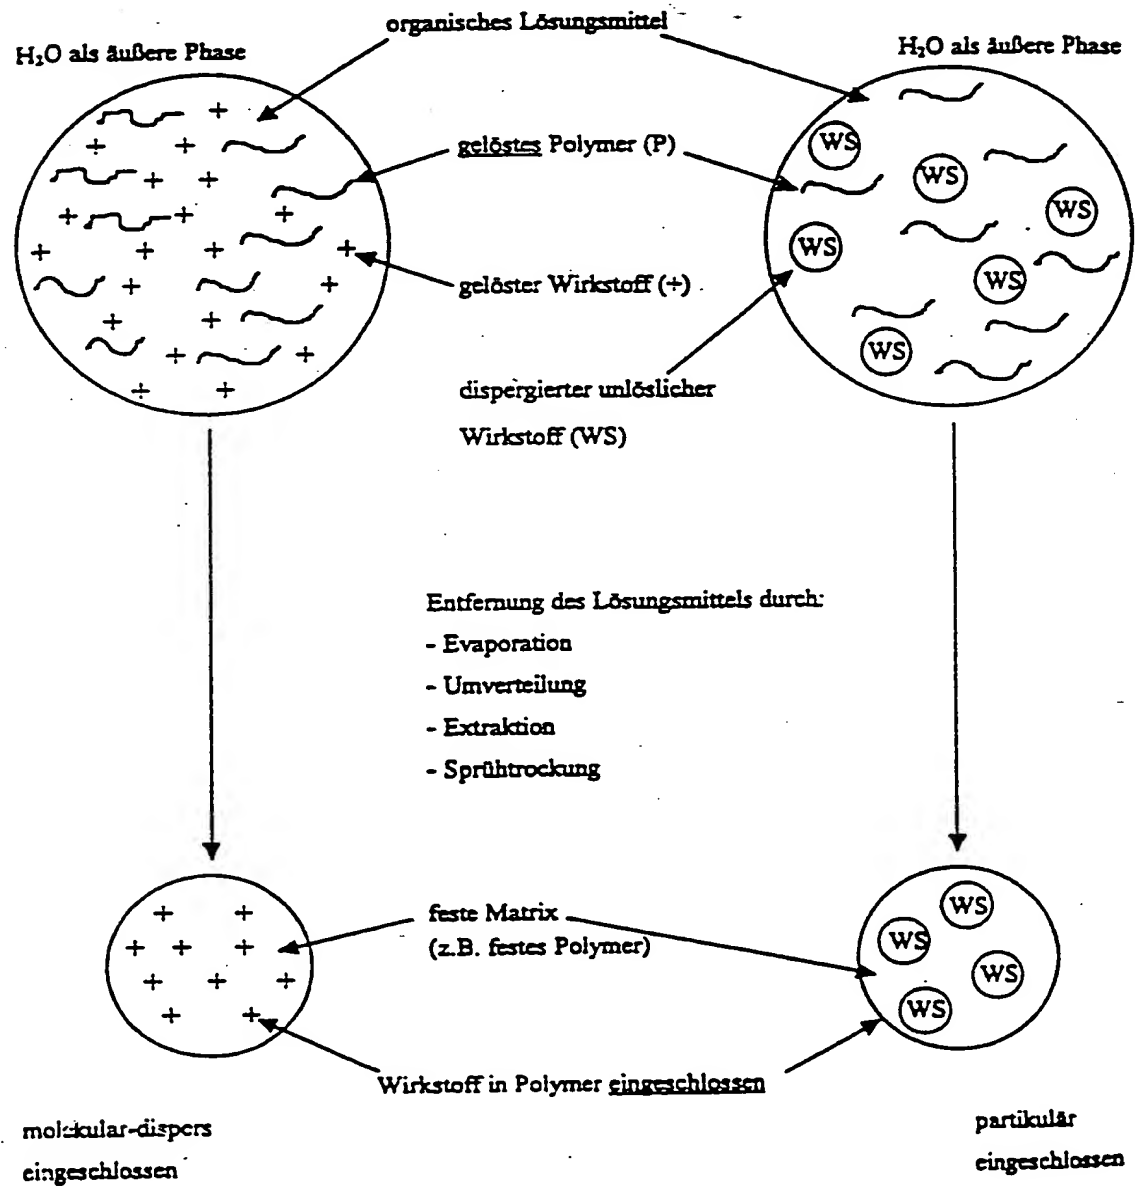 organisches Lösungsmittel
H₂O als äußere Phase
H₂O als äußere Phase
+
+ +
+ +
+ + +
+ + + +
+ +
+ +
+ +
+ +
WS
WS
WS
WS
WS
WS
gelöstes Polymer (P)
gelöster Wirkstoff (+)
dispergierter unlöslicher
Wirkstoff (WS)
Entfernung des Lösungsmittels durch:
- Evaporation
- Umverteilung
- Extraktion
- Sprühtrockung
+ +
+ + +
+ + +
+ +
feste Matrix
(z.B. festes Polymer)
WS
WS
WS
WS
Wirkstoff in Polymer eingeschlossen
molekular-dispers
eingeschlossen
partikulär
eingeschlossen